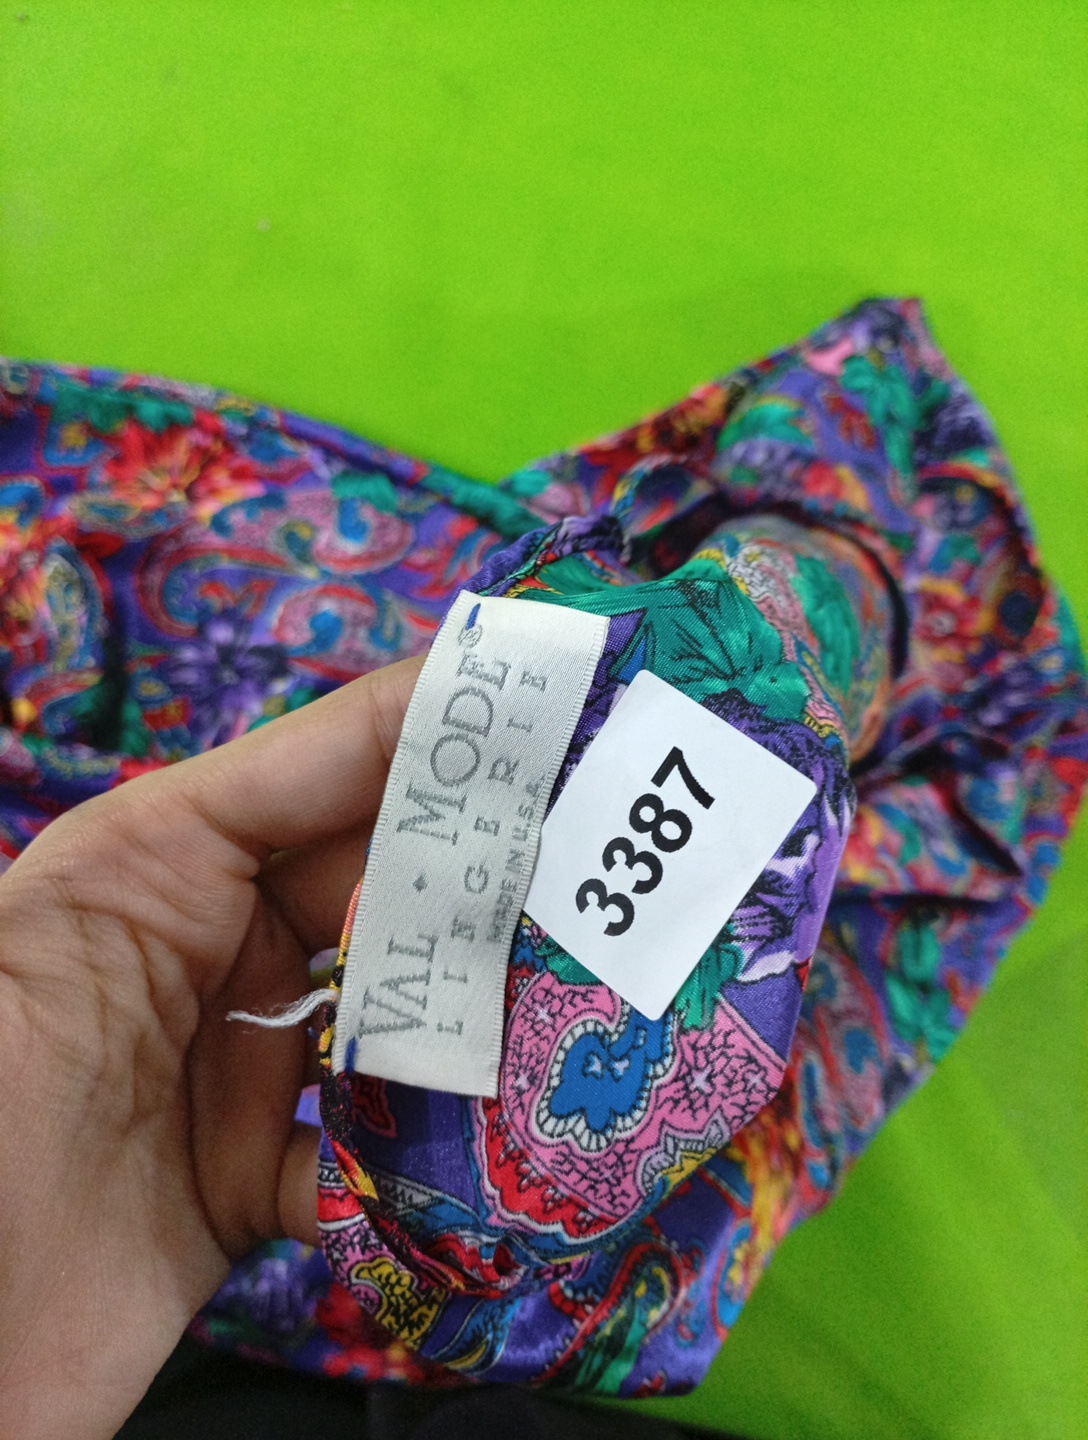 VAL ⬥ MODE®
LINGERIE
MADE IN U.S.A.
3387